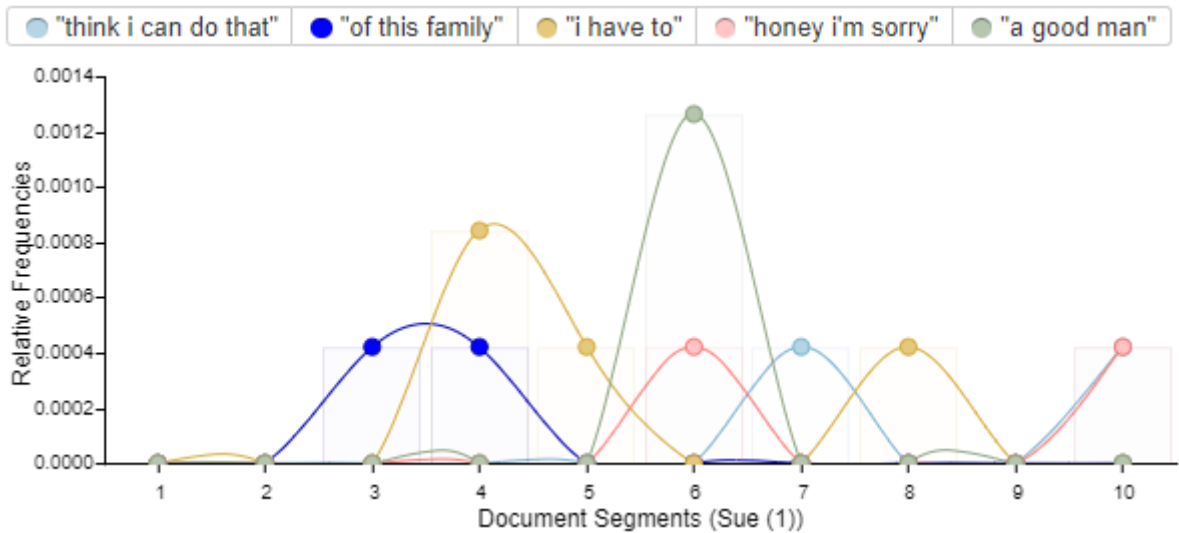 "think i can do that" "of this family" "i have to" "honey i'm sorry" "a good man"
0.0014
0.0012
0.0010
0.0008
0.0006
0.0004
0.0002
0.0000
Relative Frequencies
1 2 3 4 5 6 7 8 9 10
Document Segments (Sue (1))